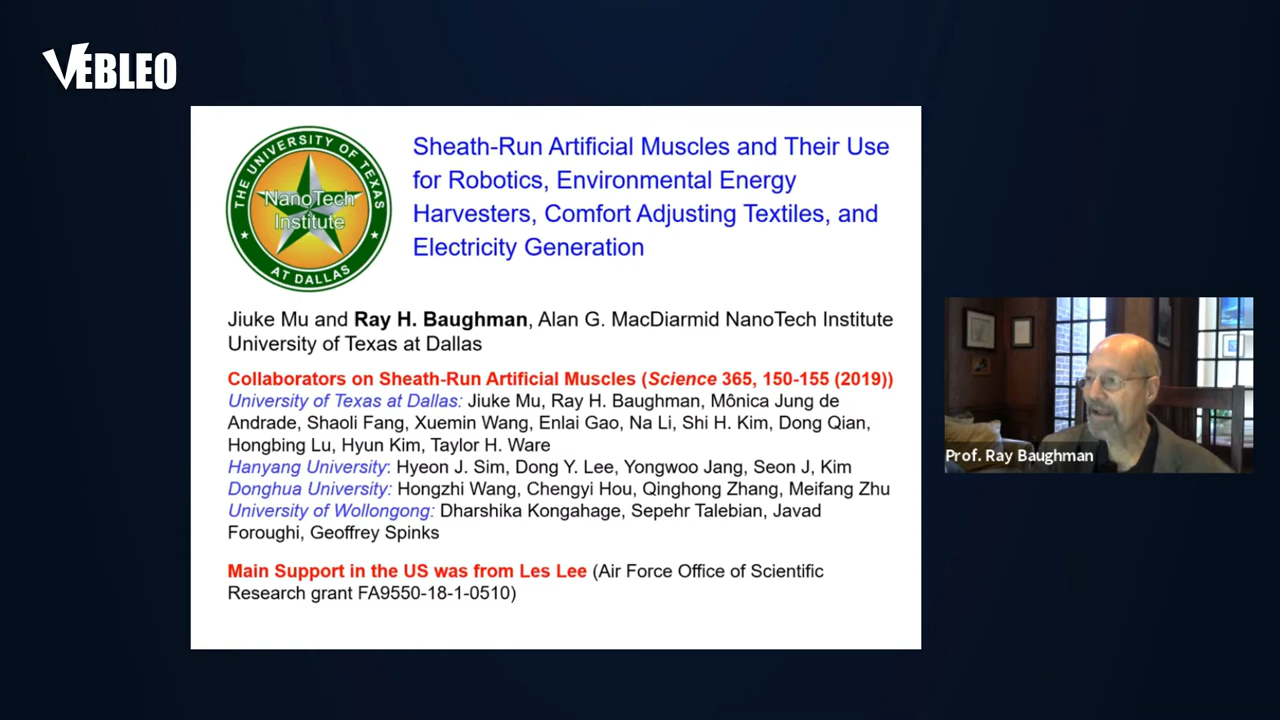 VEBLEO
THE UNIVERSITY OF TEXAS
NanoTech
Institute
AT DALLAS
Sheath-Run Artificial Muscles and Their Use
for Robotics, Environmental Energy
Harvesters, Comfort Adjusting Textiles, and
Electricity Generation
Jiuke Mu and Ray H. Baughman, Alan G. MacDiarmid NanoTech Institute
University of Texas at Dallas
Collaborators on Sheath-Run Artificial Muscles (Science 365, 150-155 (2019))
University of Texas at Dallas: Jiuke Mu, Ray H. Baughman, Mônica Jung de
Andrade, Shaoli Fang, Xuemin Wang, Enlai Gao, Na Li, Shi H. Kim, Dong Qian,
Hongbing Lu, Hyun Kim, Taylor H. Ware
Hanyang University: Hyeon J. Sim, Dong Y. Lee, Yongwoo Jang, Seon J, Kim
Donghua University: Hongzhi Wang, Chengyi Hou, Qinghong Zhang, Meifang Zhu
University of Wollongong: Dharshika Kongahage, Sepehr Talebian, Javad
Foroughi, Geoffrey Spinks
Main Support in the US was from Les Lee (Air Force Office of Scientific
Research grant FA9550-18-1-0510)
Prof. Ray Baughman